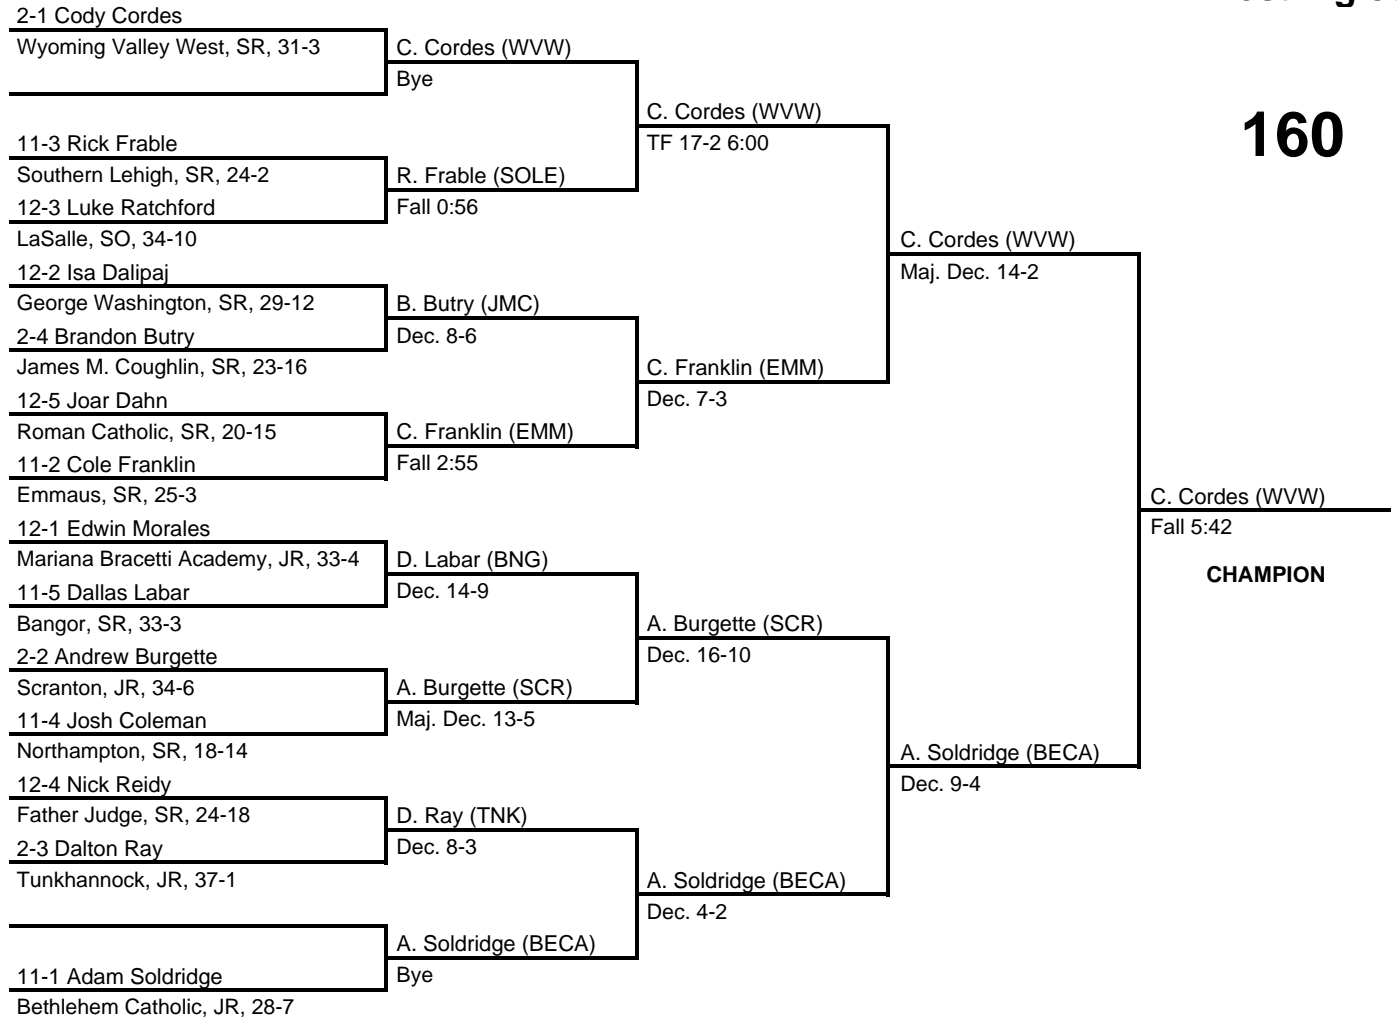 2-1 Cody Cordes
Wyoming Valley West, SR, 31-3
C. Cordes (WVW)
Bye
C. Cordes (WVW)
TF 17-2 6:00
160
11-3 Rick Frable
Southern Lehigh, SR, 24-2
R. Frable (SOLE)
12-3 Luke Ratchford
Fall 0:56
LaSalle, SO, 34-10
C. Cordes (WVW)
Maj. Dec. 14-2
12-2 Isa Dalipaj
George Washington, SR, 29-12
B. Butry (JMC)
2-4 Brandon Butry
Dec. 8-6
James M. Coughlin, SR, 23-16
C. Franklin (EMM)
Dec. 7-3
12-5 Joar Dahn
Roman Catholic, SR, 20-15
C. Franklin (EMM)
11-2 Cole Franklin
Fall 2:55
Emmaus, SR, 25-3
C. Cordes (WVW)
Fall 5:42
CHAMPION
12-1 Edwin Morales
Mariana Bracetti Academy, JR, 33-4
D. Labar (BNG)
11-5 Dallas Labar
Dec. 14-9
Bangor, SR, 33-3
A. Burgette (SCR)
Dec. 16-10
2-2 Andrew Burgette
Scranton, JR, 34-6
A. Burgette (SCR)
11-4 Josh Coleman
Maj. Dec. 13-5
Northampton, SR, 18-14
A. Soldridge (BECA)
Dec. 9-4
12-4 Nick Reidy
Father Judge, SR, 24-18
D. Ray (TNK)
2-3 Dalton Ray
Dec. 8-3
Tunkhannock, JR, 37-1
A. Soldridge (BECA)
Dec. 4-2
A. Soldridge (BECA)
11-1 Adam Soldridge
Bye
Bethlehem Catholic, JR, 28-7